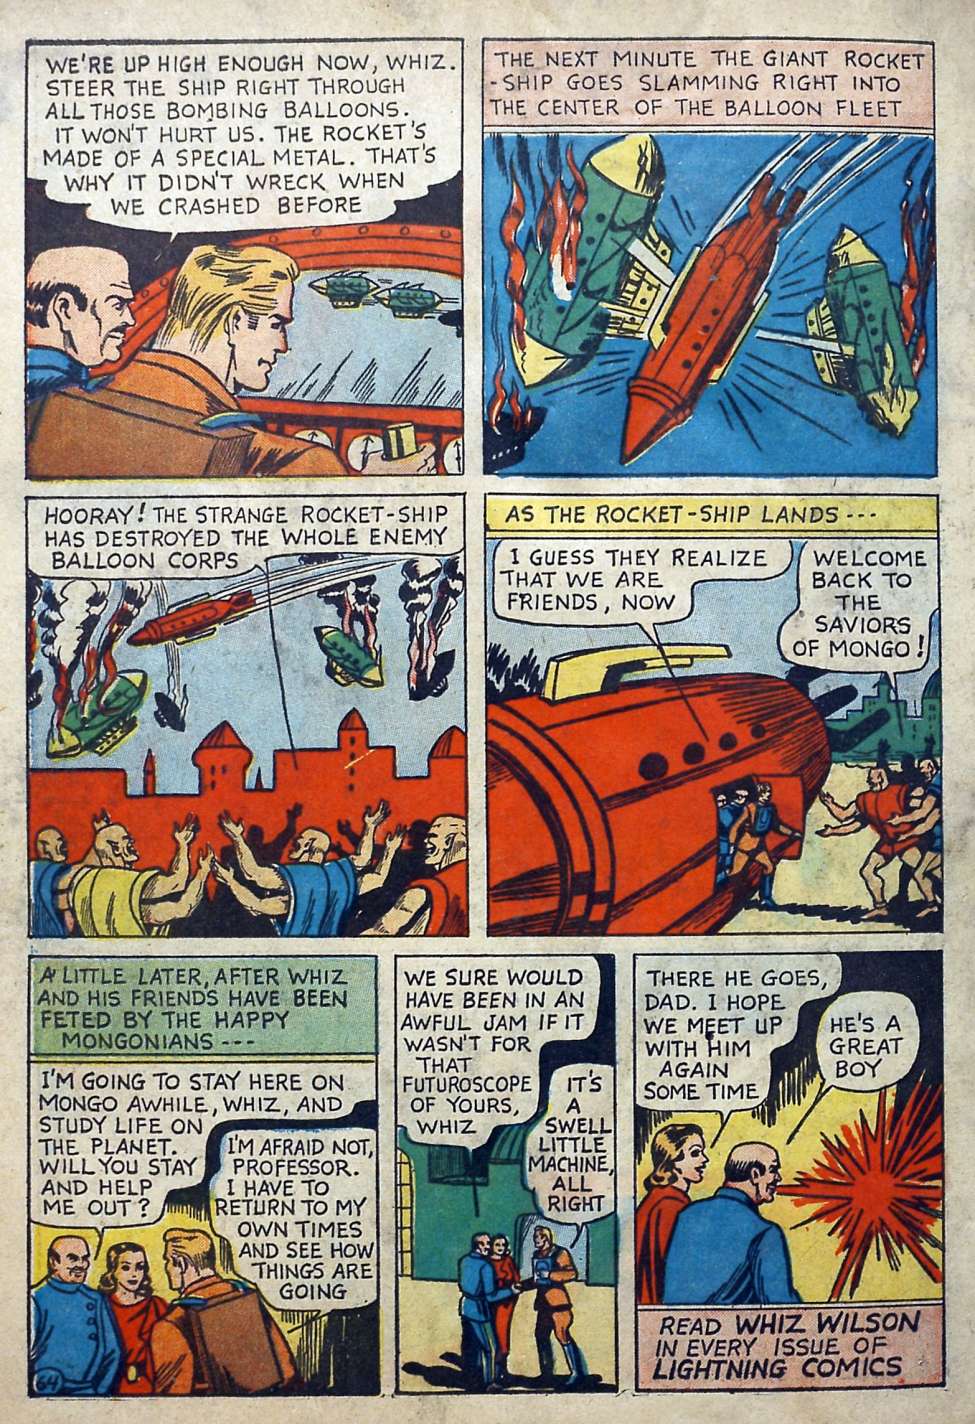 WE'RE UP HIGH ENOUGH NOW, WHIZ.
STEER THE SHIP RIGHT THROUGH
ALL THOSE BOMBING BALLOONS.
IT WON'T HURT US. THE ROCKET'S
MADE OF A SPECIAL METAL. THAT'S
WHY IT DIDN'T WRECK WHEN
WE CRASHED BEFORE
THE NEXT MINUTE THE GIANT ROCKET
-SHIP GOES SLAMMING RIGHT INTO
THE CENTER OF THE BALLOON FLEET
HOORAY! THE STRANGE ROCKET-SHIP
HAS DESTROYED THE WHOLE ENEMY
BALLOON CORPS
AS THE ROCKET-SHIP LANDS---
I GUESS THEY REALIZE
THAT WE ARE
FRIENDS, NOW
WELCOME
BACK TO
THE
SAVIORS
OF MONGO!
A LITTLE LATER, AFTER WHIZ
AND HIS FRIENDS HAVE BEEN
FETED BY THE HAPPY
MONGONIANS---
I'M GOING TO STAY HERE ON
MONGO AWHILE, WHIZ, AND
STUDY LIFE ON
THE PLANET.
WILL YOU STAY
AND HELP
ME OUT?
I'M AFRAID NOT,
PROFESSOR.
I HAVE TO
RETURN TO MY
OWN TIMES
AND SEE HOW
THINGS ARE
GOING
64
WE SURE WOULD
HAVE BEEN IN AN
AWFUL JAM IF IT
WASN'T FOR
THAT
FUTUROSCOPE
OF YOURS,
WHIZ
IT'S
A
SWELL
LITTLE
MACHINE,
ALL
RIGHT
THERE HE GOES,
DAD. I HOPE
WE MEET UP
WITH HIM
AGAIN
SOME TIME
HE'S A
GREAT
BOY
READ WHIZ WILSON
IN EVERY ISSUE OF
LIGHTNING COMICS